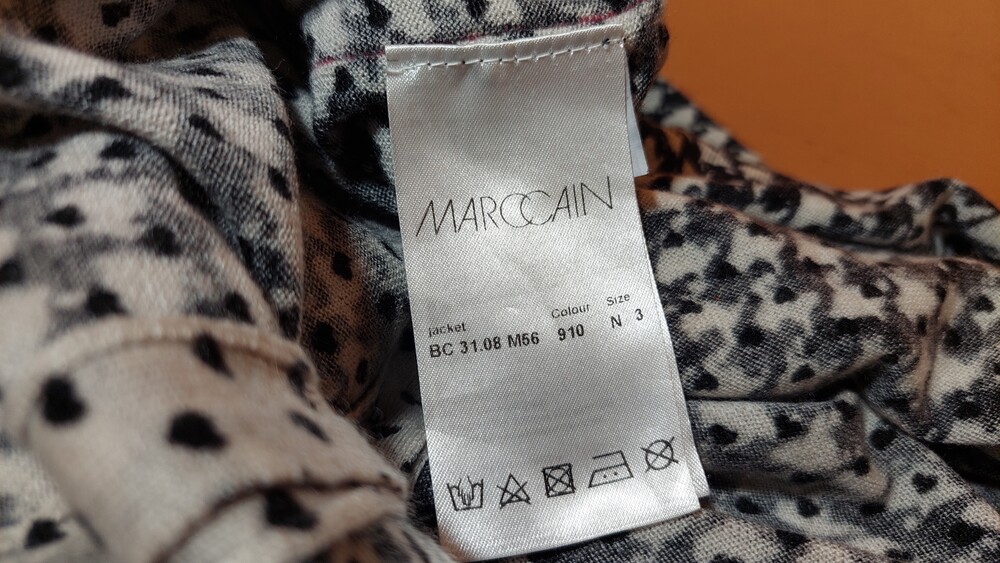 MARCCAIN
jacket Colour Size
BC 31.08 M56 910 N 3